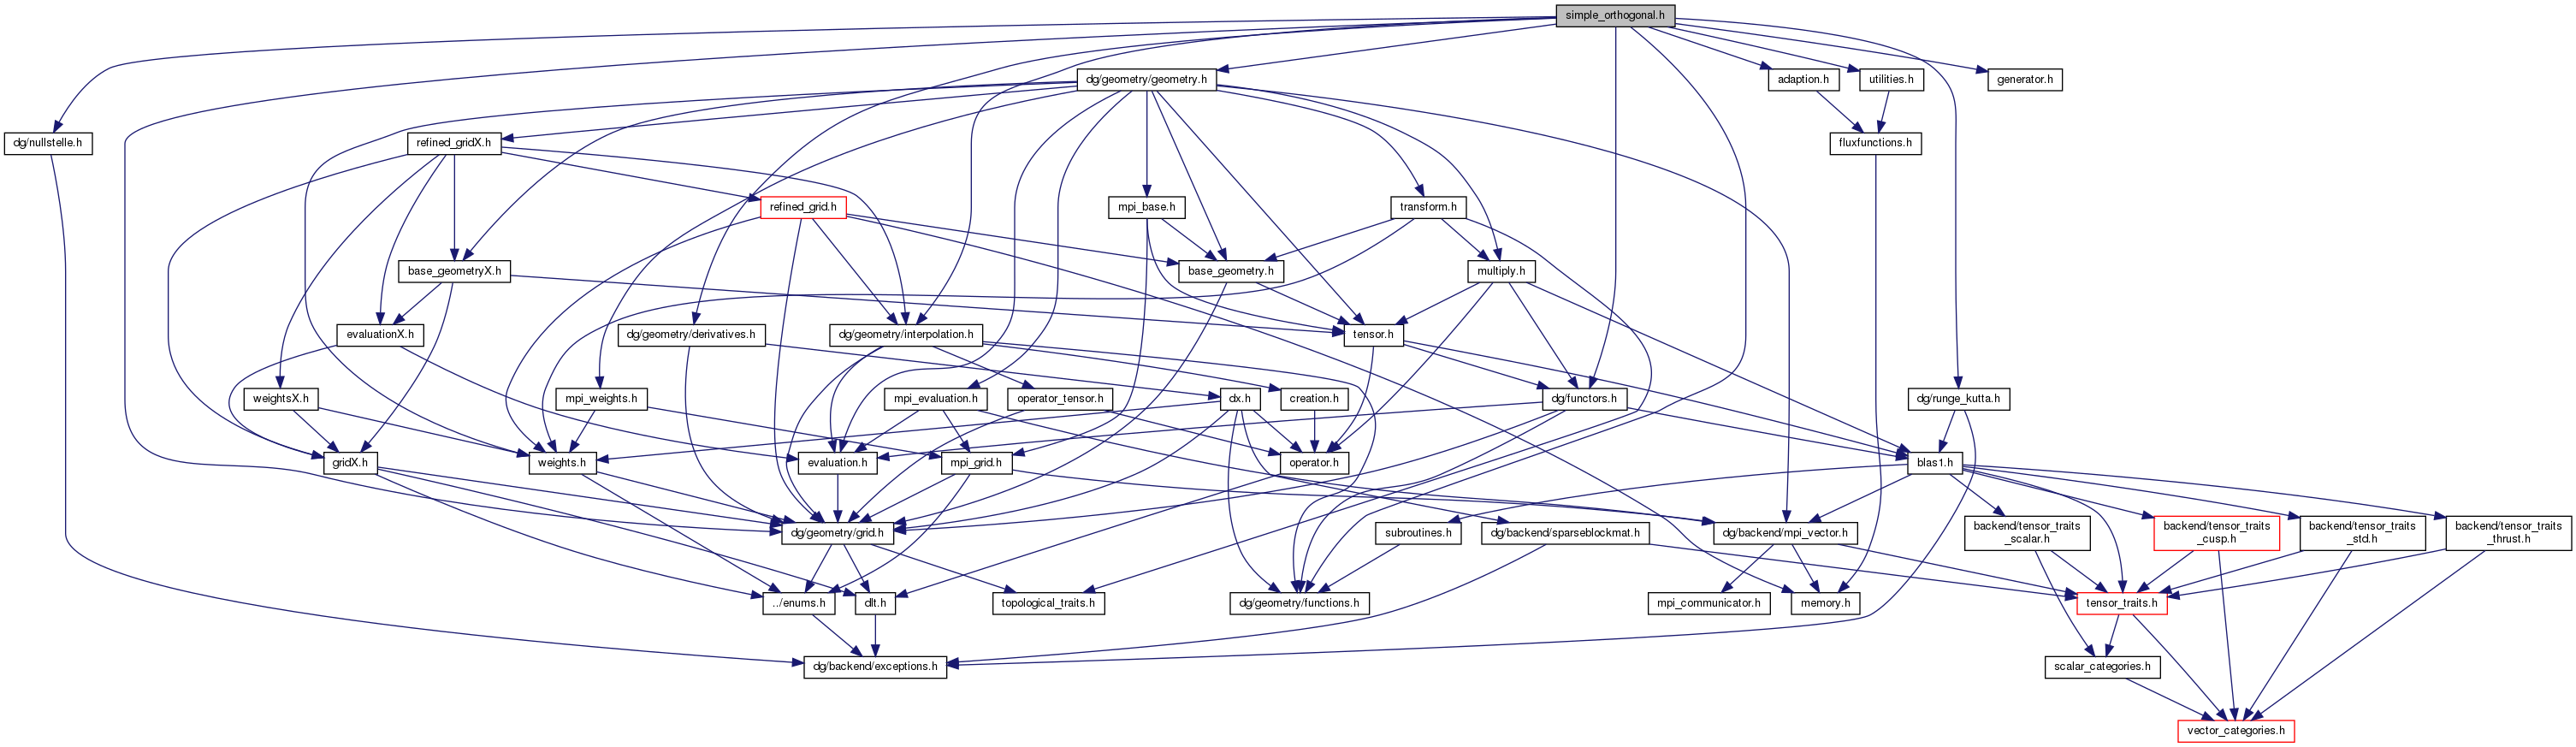 simple_orthogonal.h
dg/geometry/geometry.h
adaption.h
utilities.h
generator.h
dg/nullstelle.h
refined_gridX.h
fluxfunctions.h
refined_grid.h
mpi_base.h
transform.h
base_geometryX.h
base_geometry.h
multiply.h
evaluationX.h
dg/geometry/derivatives.h
dg/geometry/interpolation.h
tensor.h
weightsX.h
mpi_weights.h
mpi_evaluation.h
operator_tensor.h
dx.h
creation.h
dg/functors.h
dg/runge_kutta.h
gridX.h
weights.h
evaluation.h
mpi_grid.h
operator.h
blas1.h
dg/geometry/grid.h
subroutines.h
dg/backend/sparseblockmat.h
dg/backend/mpi_vector.h
backend/tensor_traits
_scalar.h
backend/tensor_traits
_cusp.h
backend/tensor_traits
_std.h
backend/tensor_traits
_thrust.h
../enums.h
dlt.h
topological_traits.h
dg/geometry/functions.h
mpi_communicator.h
memory.h
tensor_traits.h
dg/backend/exceptions.h
scalar_categories.h
vector_categories.h